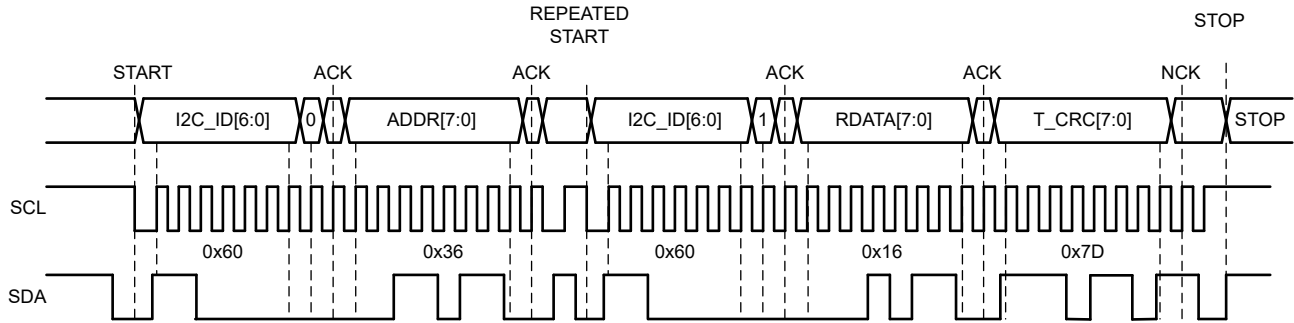 REPEATED
START
STOP
START ACK ACK ACK ACK NCK
I2C_ID[6:0] 0 ADDR[7:0] I2C_ID[6:0] 1 RDATA[7:0] T_CRC[7:0] STOP
SCL
0x60 0x36 0x60 0x16 0x7D
SDA